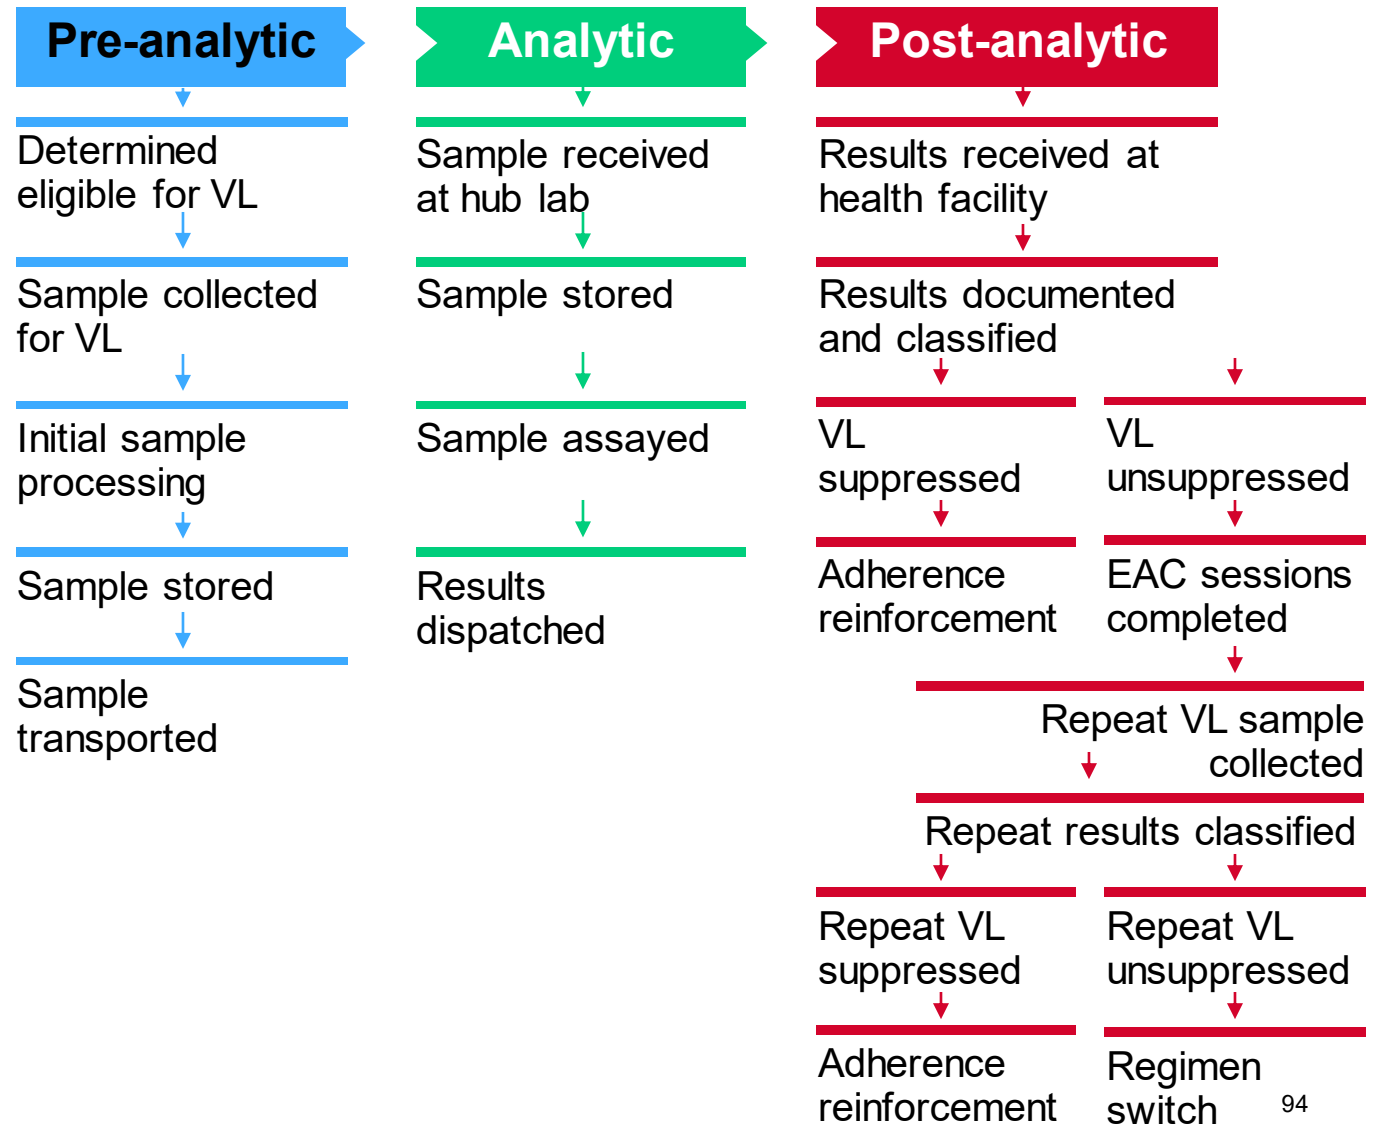 Pre-analytic
Determined
eligible for VL
Sample collected
for VL
Initial sample
processing
Sample stored
Sample
transported
Analytic
Sample received
at hub lab
Sample stored
Sample assayed
Results
dispatched
Post-analytic
Results received at
health facility
Results documented
and classified
VL
suppressed
Adherence
reinforcement
VL
unsuppressed
EAC sessions
completed
Repeat VL sample
collected
Repeat results classified
Repeat VL
suppressed
Adherence
reinforcement
Repeat VL
unsuppressed
Regimen
switch
94